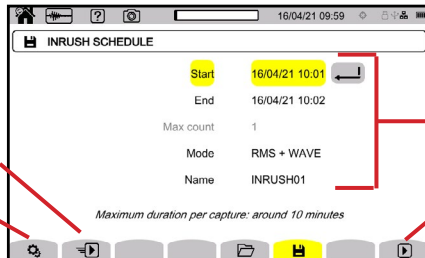 ?
16/04/21 09:59
INRUSH SCHEDULE
Start 16/04/21 10:01
End 16/04/21 10:02
Max count 1
Mode RMS + WAVE
Name INRUSH01
Maximum duration per capture: around 10 minutes